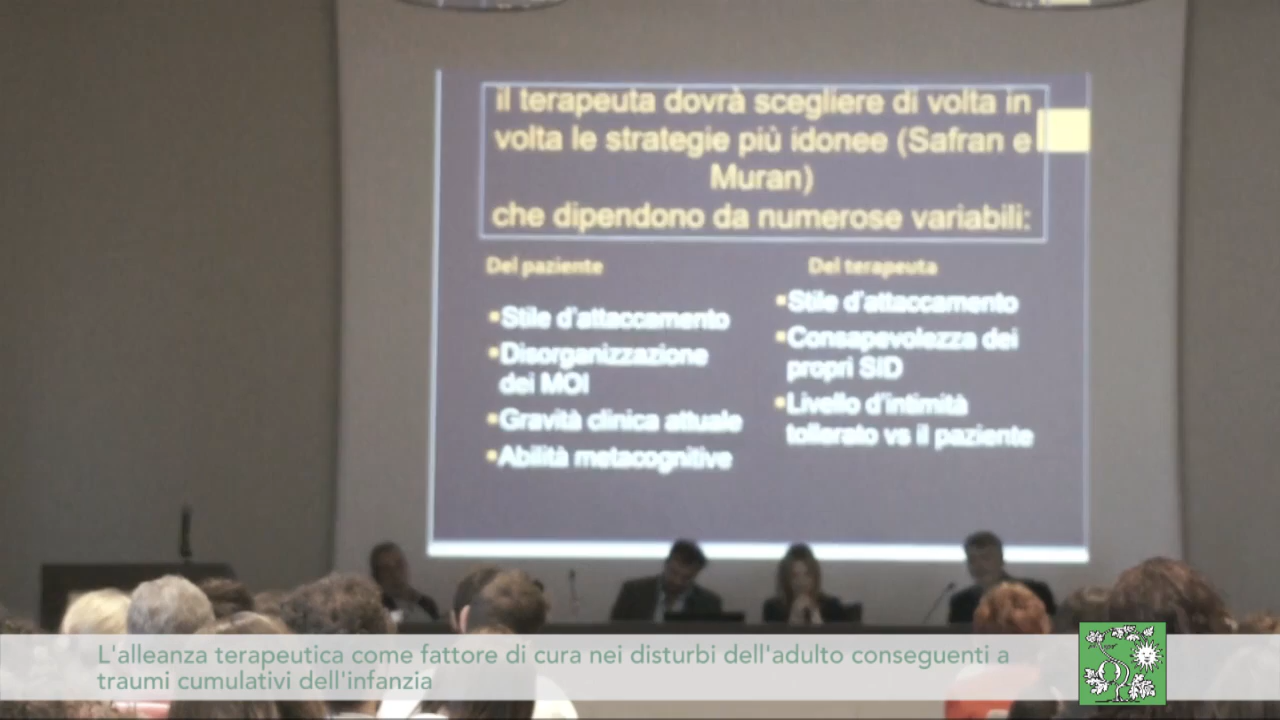 il terapeuta dovrà scegliere di volta in
volta le strategie più idonee (Safran e
Muran)
che dipendono da numerose variabili:
Del paziente
Stile d'attaccamento
Disorganizzazione
dei MOI
Gravità clinica attuale
Abilità metacognitive
Del terapeuta
Stile d'attaccamento
Consapevolezza dei
propri SID
Livello d'intimità
tollerato vs il paziente
L'alleanza terapeutica come fattore di cura nei disturbi dell'adulto conseguenti a
traumi cumulativi dell'infanzia